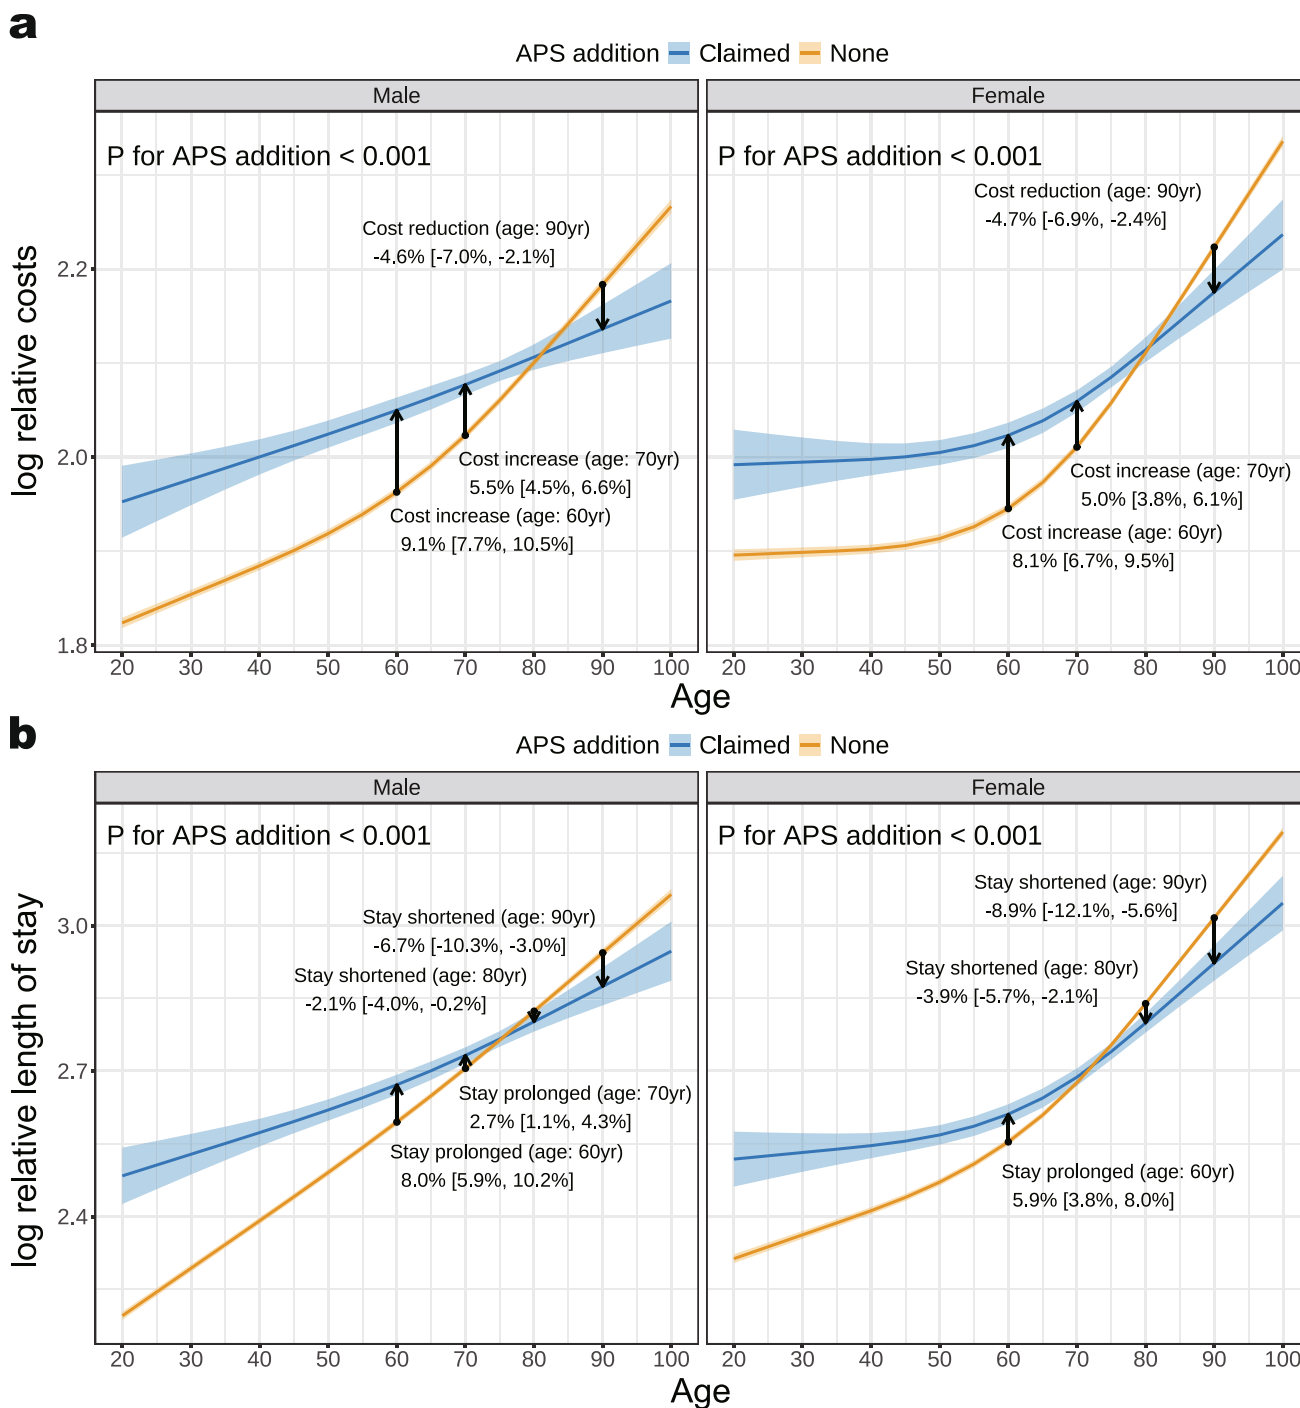 a
APS addition Claimed None
Male
Female
P for APS addition < 0.001
P for APS addition < 0.001
Cost reduction (age: 90yr)
-4.6% [-7.0%, -2.1%]
Cost reduction (age: 90yr)
-4.7% [-6.9%, -2.4%]
Cost increase (age: 70yr)
5.5% [4.5%, 6.6%]
Cost increase (age: 60yr)
9.1% [7.7%, 10.5%]
Cost increase (age: 70yr)
5.0% [3.8%, 6.1%]
Cost increase (age: 60yr)
8.1% [6.7%, 9.5%]
log relative costs
2.2
2.0
1.8
20 30 40 50 60 70 80 90 100
20 30 40 50 60 70 80 90 100
Age
b
APS addition Claimed None
Male
Female
P for APS addition < 0.001
P for APS addition < 0.001
Stay shortened (age: 90yr)
-6.7% [-10.3%, -3.0%]
Stay shortened (age: 80yr)
-2.1% [-4.0%, -0.2%]
Stay prolonged (age: 70yr)
2.7% [1.1%, 4.3%]
Stay prolonged (age: 60yr)
8.0% [5.9%, 10.2%]
Stay shortened (age: 90yr)
-8.9% [-12.1%, -5.6%]
Stay shortened (age: 80yr)
-3.9% [-5.7%, -2.1%]
Stay prolonged (age: 60yr)
5.9% [3.8%, 8.0%]
log relative length of stay
3.0
2.7
2.4
20 30 40 50 60 70 80 90 100
20 30 40 50 60 70 80 90 100
Age